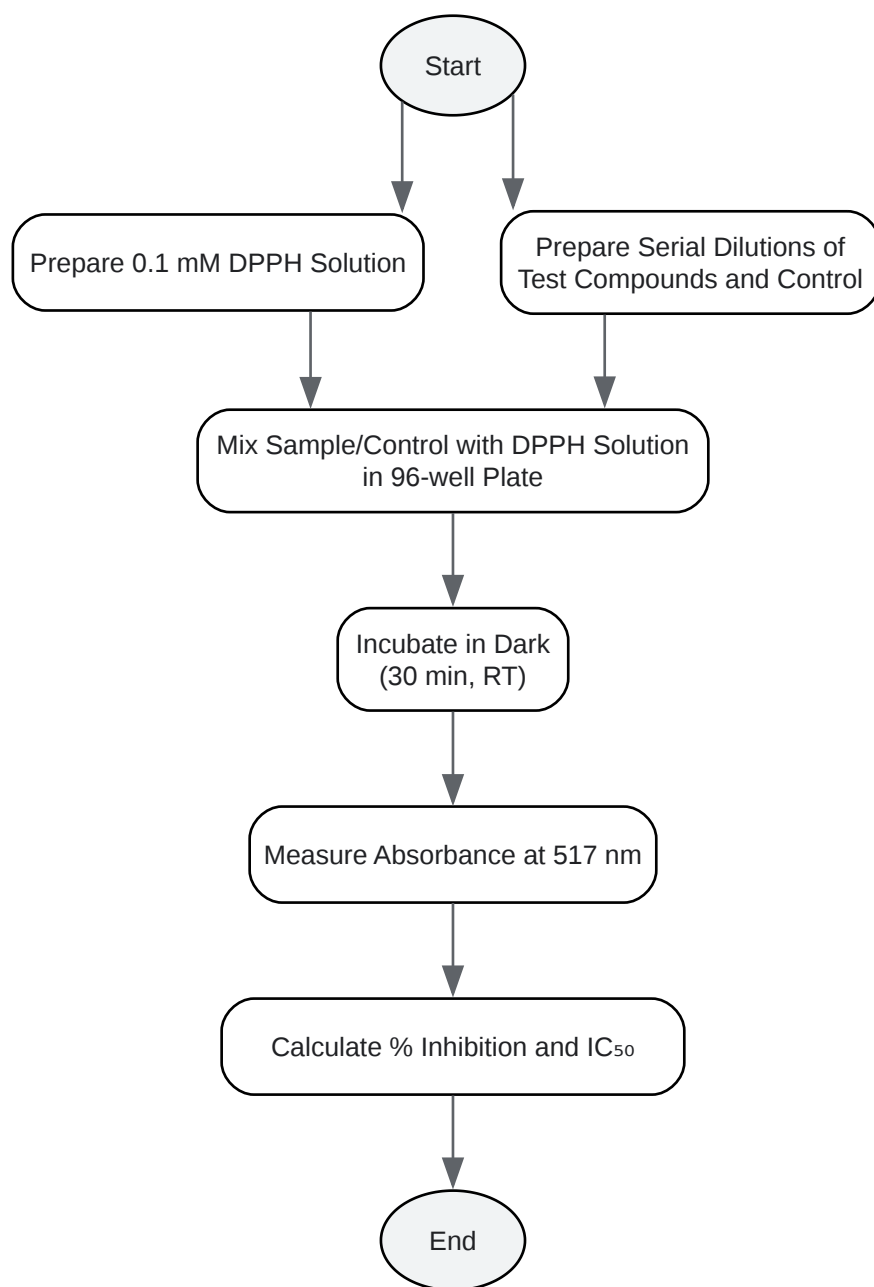 Start
Prepare 0.1 mM DPPH Solution
Prepare Serial Dilutions of
Test Compounds and Control
Mix Sample/Control with DPPH Solution
in 96-well Plate
Incubate in Dark
(30 min, RT)
Measure Absorbance at 517 nm
Calculate % Inhibition and IC₅₀
End